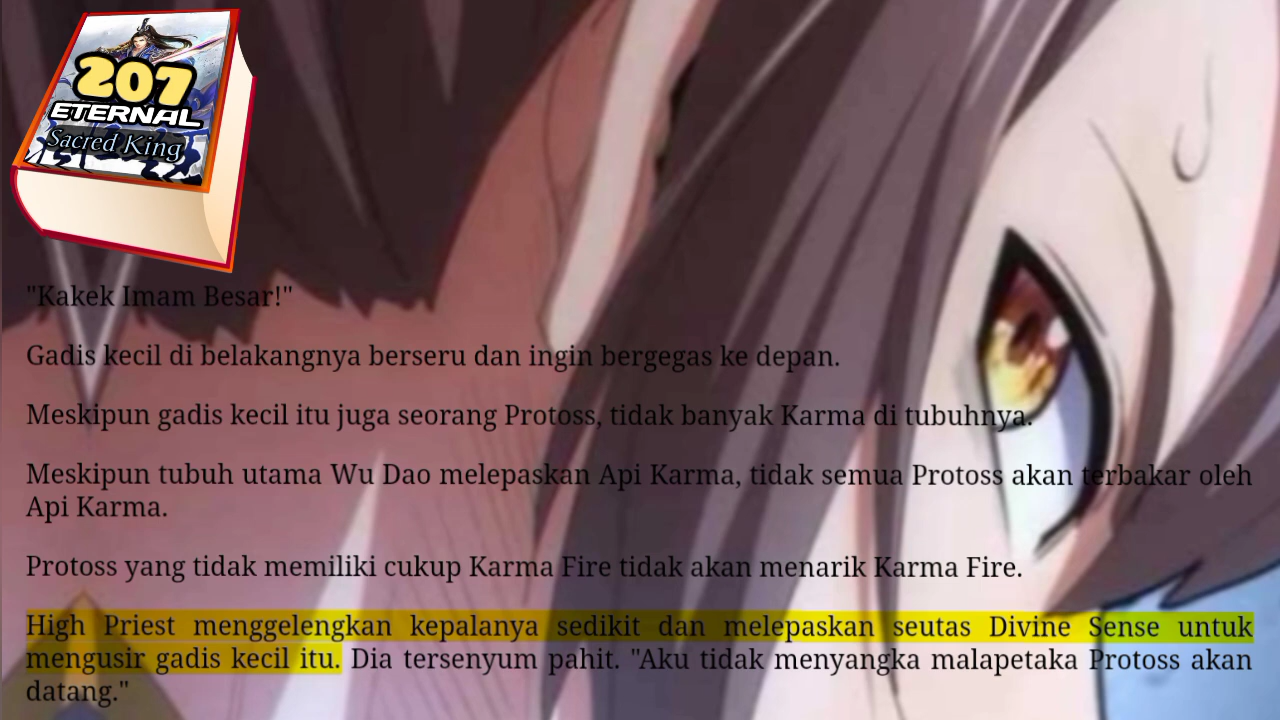 207
ETERNAL
Sacred King
"Kakek Imam Besar!"
Gadis kecil di belakangnya berseru dan ingin bergegas ke depan.
Meskipun gadis kecil itu juga seorang Protoss, tidak banyak Karma di tubuhnya.
Meskipun tubuh utama Wu Dao melepaskan Api Karma, tidak semua Protoss akan terbakar oleh
Api Karma.
Protoss yang tidak memiliki cukup Karma Fire tidak akan menarik Karma Fire.
High Priest menggelengkan kepalanya sedikit dan melepaskan seutas Divine Sense untuk
mengusir gadis kecil itu. Dia tersenyum pahit. "Aku tidak menyangka malapetaka Protoss akan
datang."